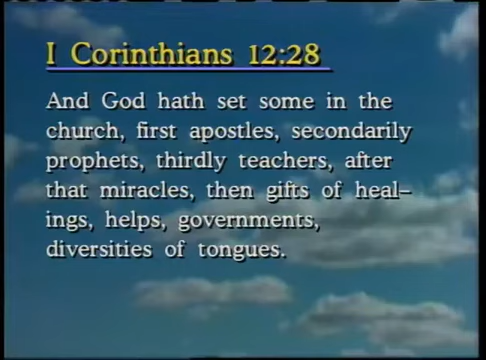 I Corinthians 12:28
And God hath set some in the
church, first apostles, secondarily
prophets, thirdly teachers, after
that miracles, then gifts of heal-
ings, helps, governments,
diversities of tongues.